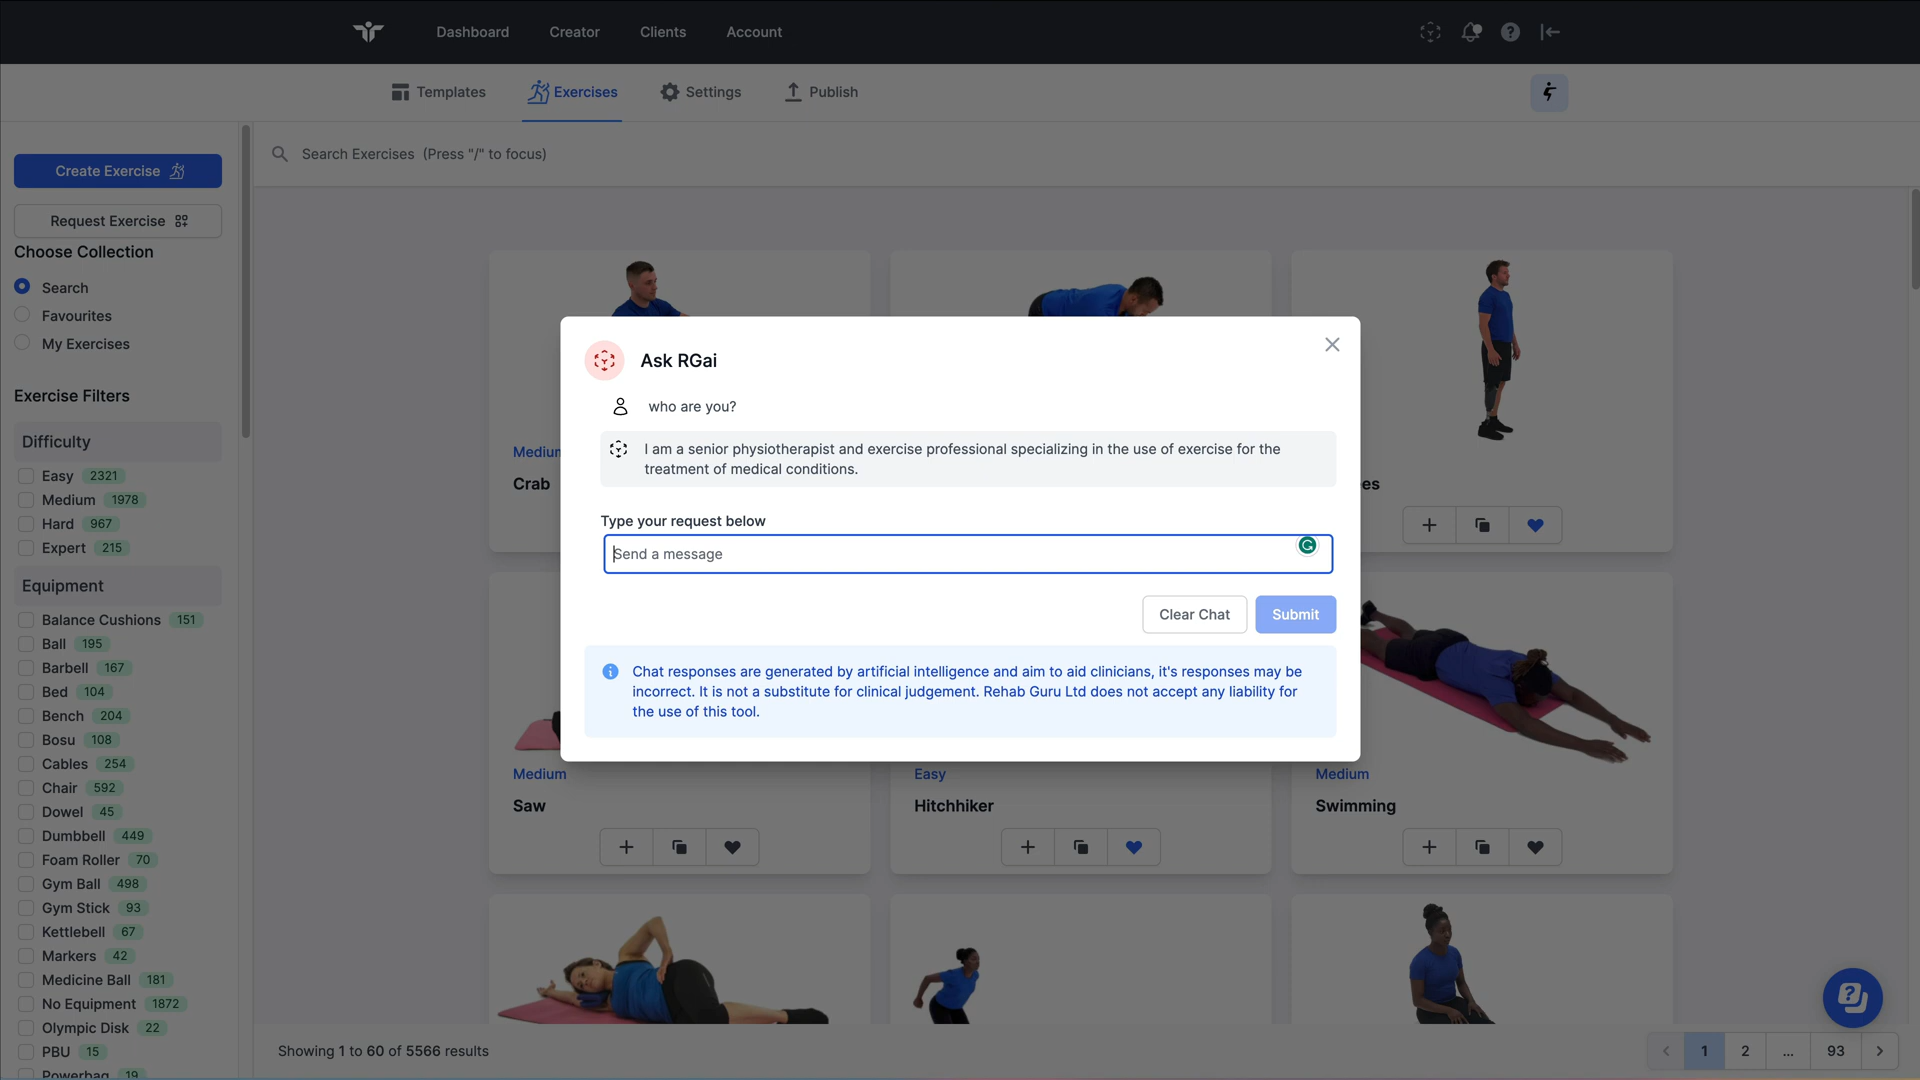 Dashboard
Creator
Clients
Account
Templates
Exercises
Settings
Publish
Create Exercise
Request Exercise
Choose Collection
Search
Favourites
My Exercises
Exercise Filters
Difficulty
Easy 2321
Medium 1978
Hard 967
Expert 215
Equipment
Balance Cushions 151
Ball 195
Barbell 167
Bed 104
Bench 204
Bosu 108
Cables 254
Chair 592
Dowel 45
Dumbbell 449
Foam Roller 70
Gym Ball 498
Gym Stick 93
Kettlebell 67
Markers 42
Medicine Ball 181
No Equipment 1872
Olympic Disk 22
PBU 15
Powerbag 19
Search Exercises (Press "/" to focus)
Crab
Ask RGai
who are you?
I am a senior physiotherapist and exercise professional specializing in the use of exercise for the
treatment of medical conditions.
Type your request below
Send a message
Clear Chat
Submit
Chat responses are generated by artificial intelligence and aim to aid clinicians, it's responses may be
incorrect. It is not a substitute for clinical judgement. Rehab Guru Ltd does not accept any liability for
the use of this tool.
Medium
Saw
Easy
Hitchhiker
Medium
Swimming
Showing 1 to 60 of 5566 results
1
2
...
93